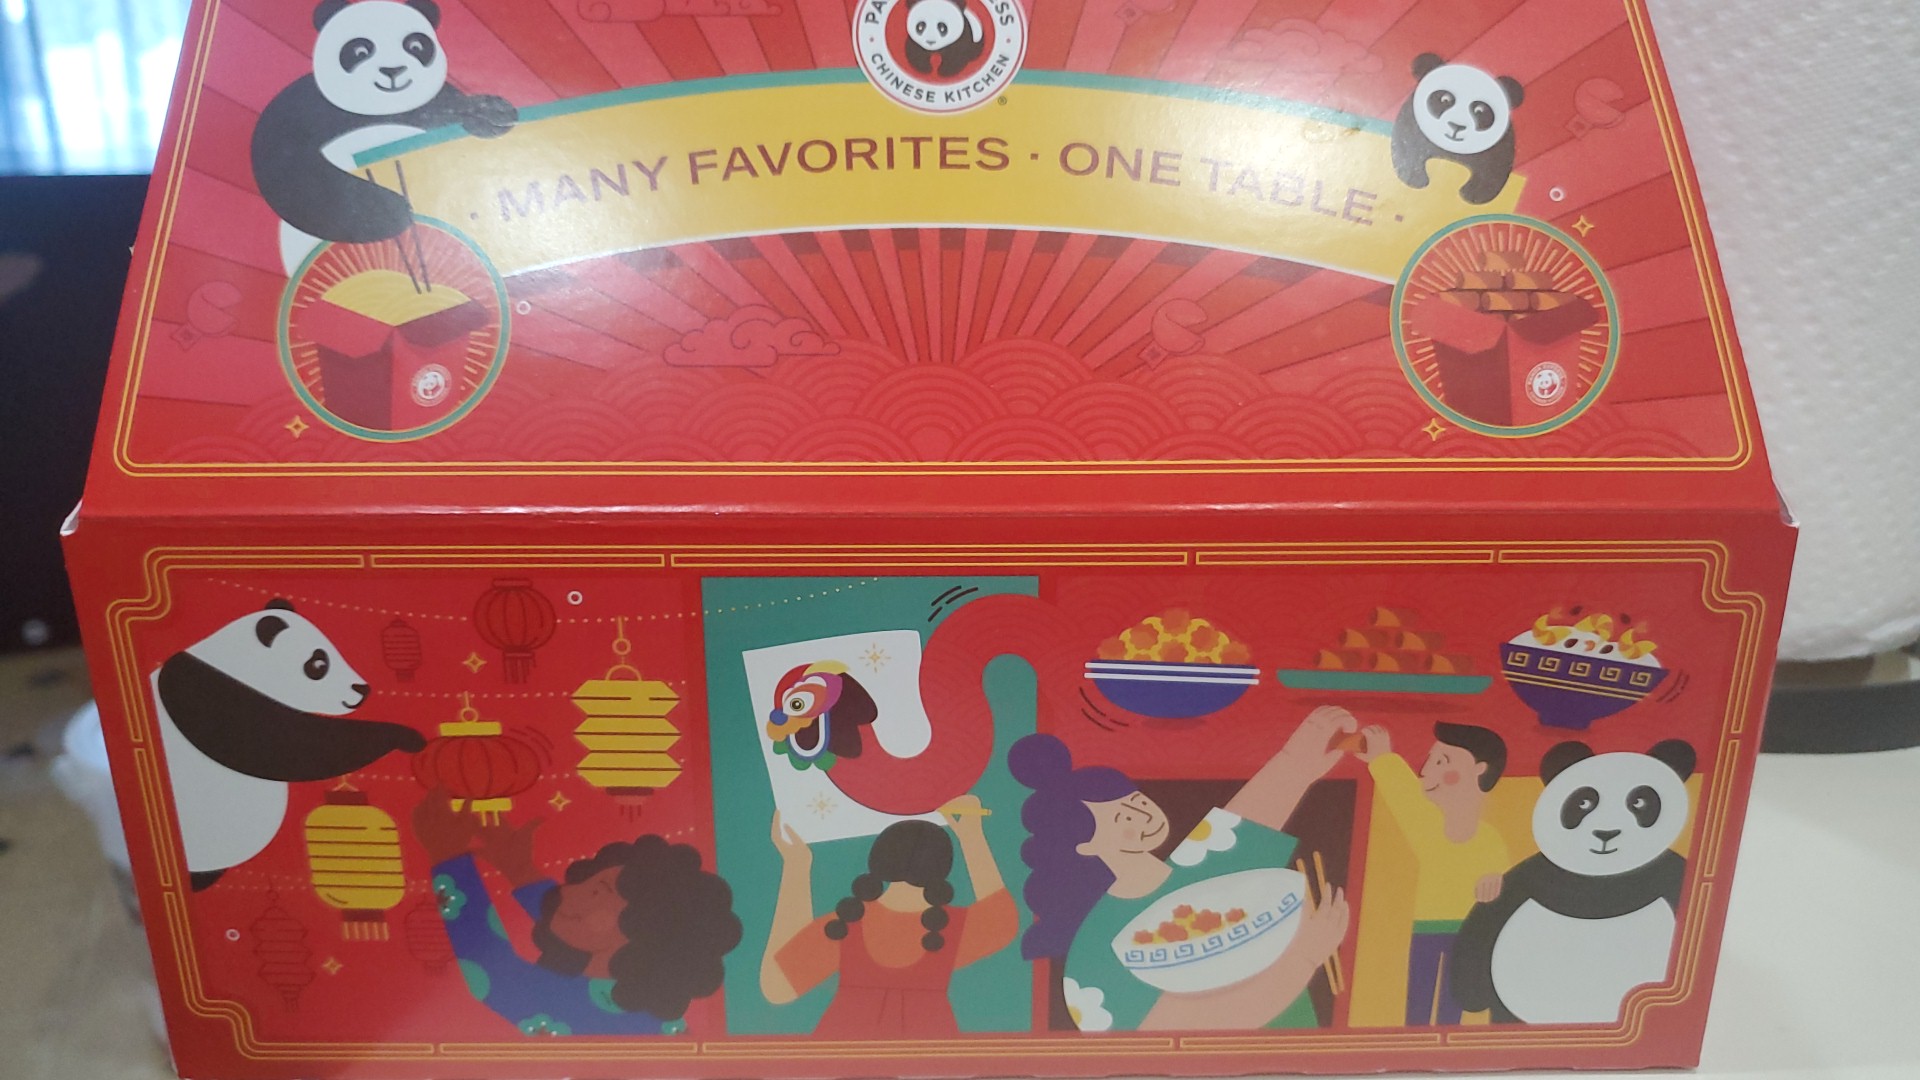 CHINESE KITCHEN
· MANY FAVORITES · ONE TABLE ·